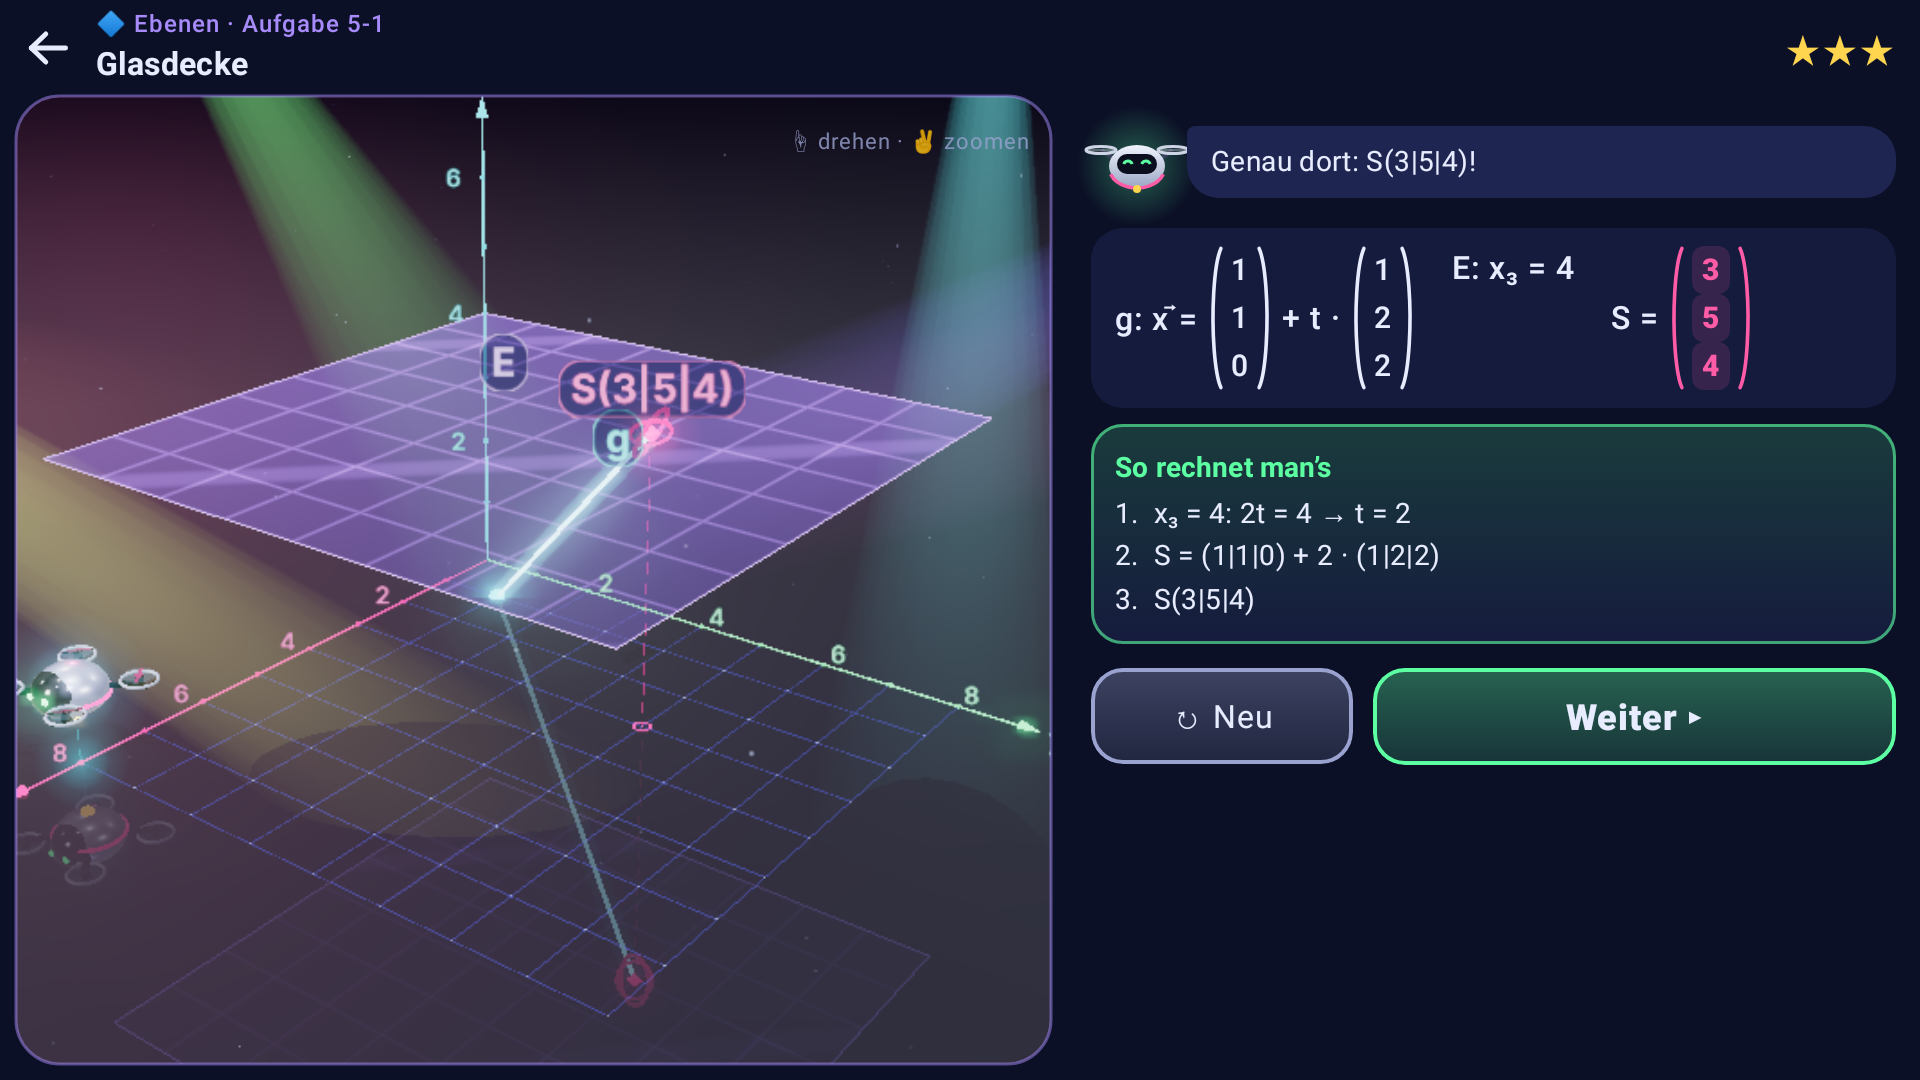 🔷 Ebenen · Aufgabe 5-1
Glasdecke
★★★
☝ drehen · ✌ zoomen
6
4
2
E
S(3|5|4)
g
2
4
6
8
2
4
6
8
Genau dort: S(3|5|4)!
g: x⃗ = (1 1 0) + t · (1 2 2)
E: x₃ = 4
S = (3 5 4)
So rechnet man’s
1. x₃ = 4: 2t = 4 → t = 2
2. S = (1|1|0) + 2 · (1|2|2)
3. S(3|5|4)
↻ Neu
Weiter ▸